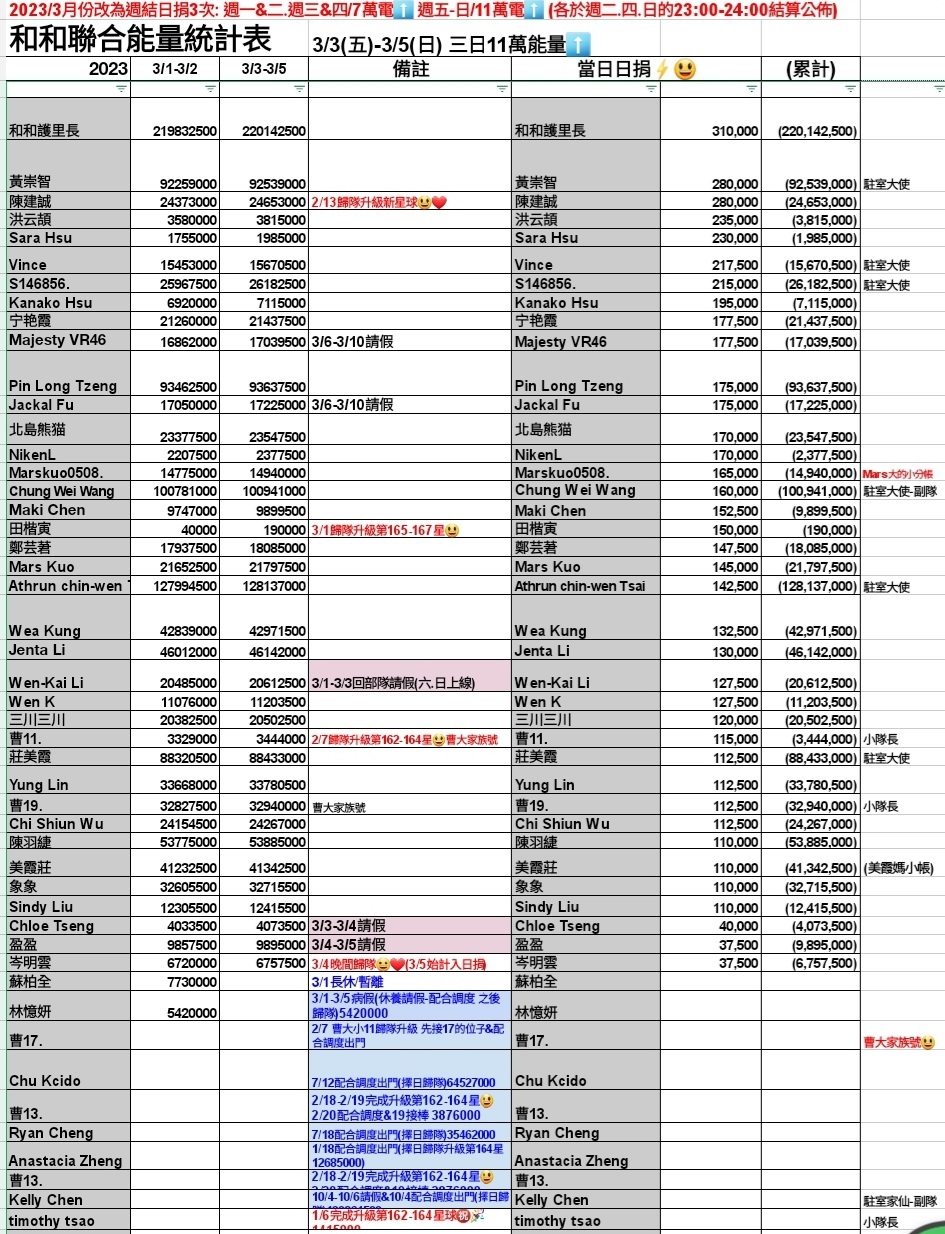 2023/3月份改為週結日捐3次: 週一&二.週三&四/7萬電⬆️ 週五-日/11萬電⬆️ (各於週二.四.日的23:00-24:00結算公佈)
和和聯合能量統計表 3/3(五)-3/5(日) 三日11萬能量⬆️
2023 3/1-3/2 3/3-3/5 備註 當日日捐⚡😃 (累計)
和和護里長 219832500 220142500 和和護里長 310,000 (220,142,500)
黃崇智 92259000 92539000 黃崇智 280,000 (92,539,000) 駐室大使
陳建誠 24373000 24653000 2/13歸隊升級新星球😃❤️ 陳建誠 280,000 (24,653,000)
洪云頡 3580000 3815000 洪云頡 235,000 (3,815,000)
Sara Hsu 1755000 1985000 Sara Hsu 230,000 (1,985,000)
Vince 15453000 15670500 Vince 217,500 (15,670,500) 駐室大使
S146856. 25967500 26182500 S146856. 215,000 (26,182,500) 駐室大使
Kanako Hsu 6920000 7115000 Kanako Hsu 195,000 (7,115,000)
宁艳霞 21260000 21437500 宁艳霞 177,500 (21,437,500)
Majesty VR46 16862000 17039500 3/6-3/10請假 Majesty VR46 177,500 (17,039,500)
Pin Long Tzeng 93462500 93637500 Pin Long Tzeng 175,000 (93,637,500)
Jackal Fu 17050000 17225000 3/6-3/10請假 Jackal Fu 175,000 (17,225,000)
北島熊猫 23377500 23547500 北島熊猫 170,000 (23,547,500)
NikenL 2207500 2377500 NikenL 170,000 (2,377,500)
Marskuo0508. 14775000 14940000 Marskuo0508. 165,000 (14,940,000) Mars大的小分帳
Chung Wei Wang 100781000 100941000 Chung Wei Wang 160,000 (100,941,000) 駐室大使-副隊
Maki Chen 9747000 9899500 Maki Chen 152,500 (9,899,500)
田楷寅 40000 190000 3/1歸隊升級第165-167星😃 田楷寅 150,000 (190,000)
鄭芸著 17937500 18085000 鄭芸著 147,500 (18,085,000)
Mars Kuo 21652500 21797500 Mars Kuo 145,000 (21,797,500)
Athrun chin-wen 127994500 128137000 Athrun chin-wen Tsai 142,500 (128,137,000) 駐室大使
Wea Kung 42839000 42971500 Wea Kung 132,500 (42,971,500)
Jenta Li 46012000 46142000 Jenta Li 130,000 (46,142,000)
Wen-Kai Li 20485000 20612500 3/1-3/3回部隊請假(六.日上線) Wen-Kai Li 127,500 (20,612,500)
Wen K 11076000 11203500 Wen K 127,500 (11,203,500)
三川三川 20382500 20502500 三川三川 120,000 (20,502,500)
曹11. 3329000 3444000 2/7歸隊升級第162-164星😃曹大家族號 曹11. 115,000 (3,444,000) 小隊長
莊美霞 88320500 88433000 莊美霞 112,500 (88,433,000) 駐室大使
Yung Lin 33668000 33780500 Yung Lin 112,500 (33,780,500)
曹19. 32827500 32940000 曹大家族號 曹19. 112,500 (32,940,000) 小隊長
Chi Shiun Wu 24154500 24267000 Chi Shiun Wu 112,500 (24,267,000)
陳羽緁 53775000 53885000 陳羽緁 110,000 (53,885,000)
美霞莊 41232500 41342500 美霞莊 110,000 (41,342,500) (美霞媽小帳)
象象 32605500 32715500 象象 110,000 (32,715,500)
Sindy Liu 12305500 12415500 Sindy Liu 110,000 (12,415,500)
Chloe Tseng 4033500 4073500 3/3-3/4請假 Chloe Tseng 40,000 (4,073,500)
盈盈 9857500 9895000 3/4-3/5請假 盈盈 37,500 (9,895,000)
岑明雲 6720000 6757500 3/4晚間歸隊😃❤️(3/5始計入日捐) 岑明雲 37,500 (6,757,500)
蘇柏全 7730000 3/1長休/暫離 蘇柏全
林憶妍 5420000 3/1-3/5病假(休養請假-配合調度 之後
歸隊)5420000 林憶妍
曹17. 2/7 曹大小11歸隊升級 先接17的位子&配
合調度出門 曹17. 曹大家族號😃
Chu Kcido 7/12配合調度出門(擇日歸隊)64527000 Chu Kcido
曹13. 2/18-2/19完成升級第162-164星😃
2/20配合調度&19接棒 3876000 曹13.
Ryan Cheng 7/18配合調度出門(擇日歸隊)35462000 Ryan Cheng
Anastacia Zheng 1/18配合調度出門(擇日歸隊升級第164星
12685000) Anastacia Zheng
曹13. 2/18-2/19完成升級第162-164星😃 曹13.
Kelly Chen 10/4-10/6請假&10/4配合調度出門(擇日歸 Kelly Chen 駐室家仙-副隊
timothy tsao 1/6完成升級第162-164星球㊗️🎉 timothy tsao 小隊長